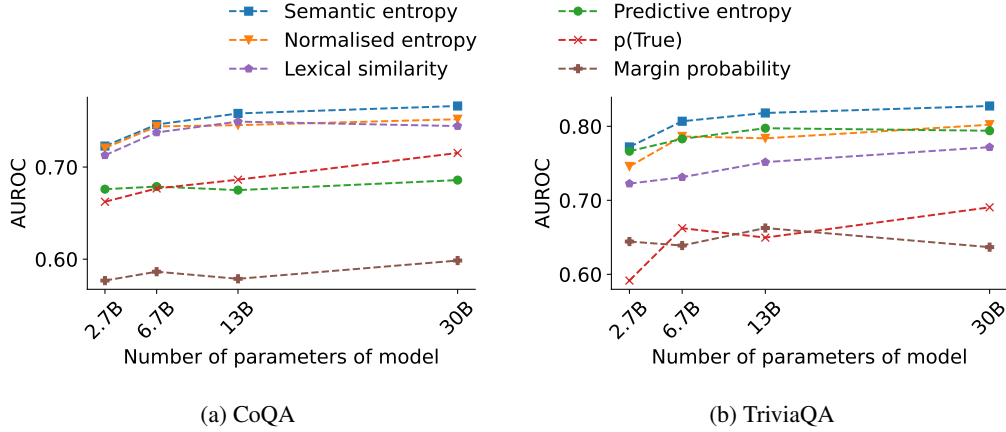 Semantic entropy
Normalised entropy
Lexical similarity
Predictive entropy
p(True)
Margin probability
AUROC
0.70
0.60
2.7B
6.7B
13B
30B
Number of parameters of model
(a) CoQA
AUROC
0.80
0.70
0.60
2.7B
6.7B
13B
30B
Number of parameters of model
(b) TriviaQA